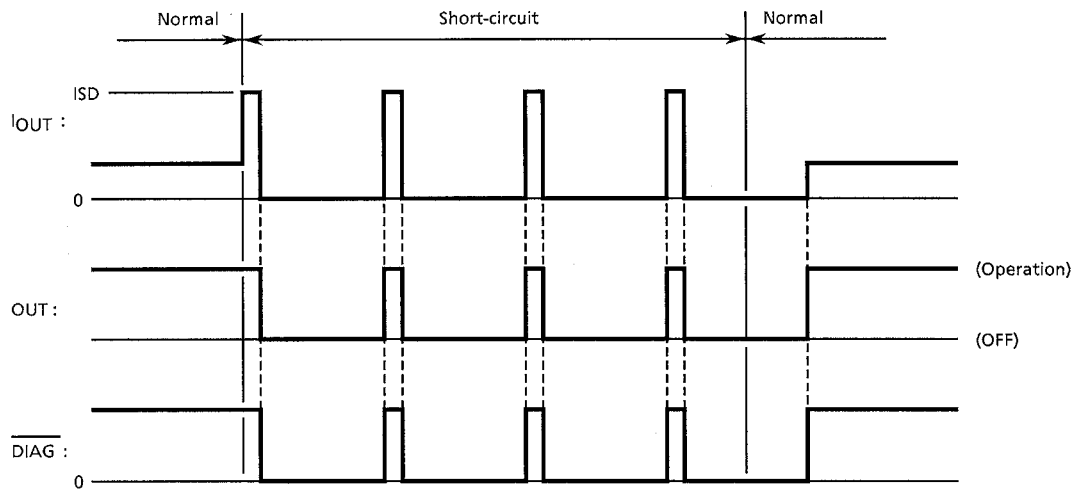 Normal
Short-circuit
Normal
ISD
IOUT :
0
(Operation)
OUT :
(OFF)
DIAG :
0